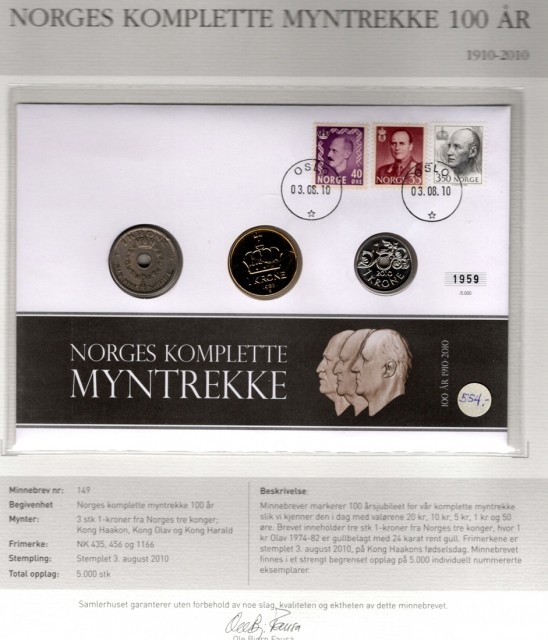 NORGES KOMPLETTE MYNTREKKE 100 ÅR
1910-2010
NORGE 40 ØRE
NORGE 35
350 NORGE
OSLO
03.08.10
OSLO
03.08.10
1 KRONE
2010
1 KRONE
1959
5.000
NORGES KOMPLETTE
MYNTREKKE
100 ÅR 1910-2010
554,-
Minnebrev nr: 149
Begivenhet Norges komplette myntrekke 100 år
Mynter: 3 stk 1-kroner fra Norges tre konger;
Kong Haakon, Kong Olav og Kong Harald
Frimerke: NK 435, 456 og 1166
Stempling: Stemplet 3. august 2010
Total opplag: 5.000 stk
Beskrivelse
Minnebrever markerer 100 årsjubileet for vår komplette myntrekke
slik vi kjenner den i dag med valørene 20 kr, 10 kr, 5 kr, 1 kr og 50
øre. Brevet inneholder tre stk 1-kroner fra Norges tre konger, hvor 1
kr Olav 1974-82 er gullbelagt med 24 karat rent gull. Frimerkene er
stemplet 3. august 2010, på Kong Haakons fødselsdag. Minnebrevet
finnes i et strengt begrenset opplag på 5.000 individuelt nummererte
eksemplarer.
Samlerhuset garanterer uten forbehold av noe slag, kvaliteten og ektheten av dette minnebrevet.
Ole Bjørn Fausa